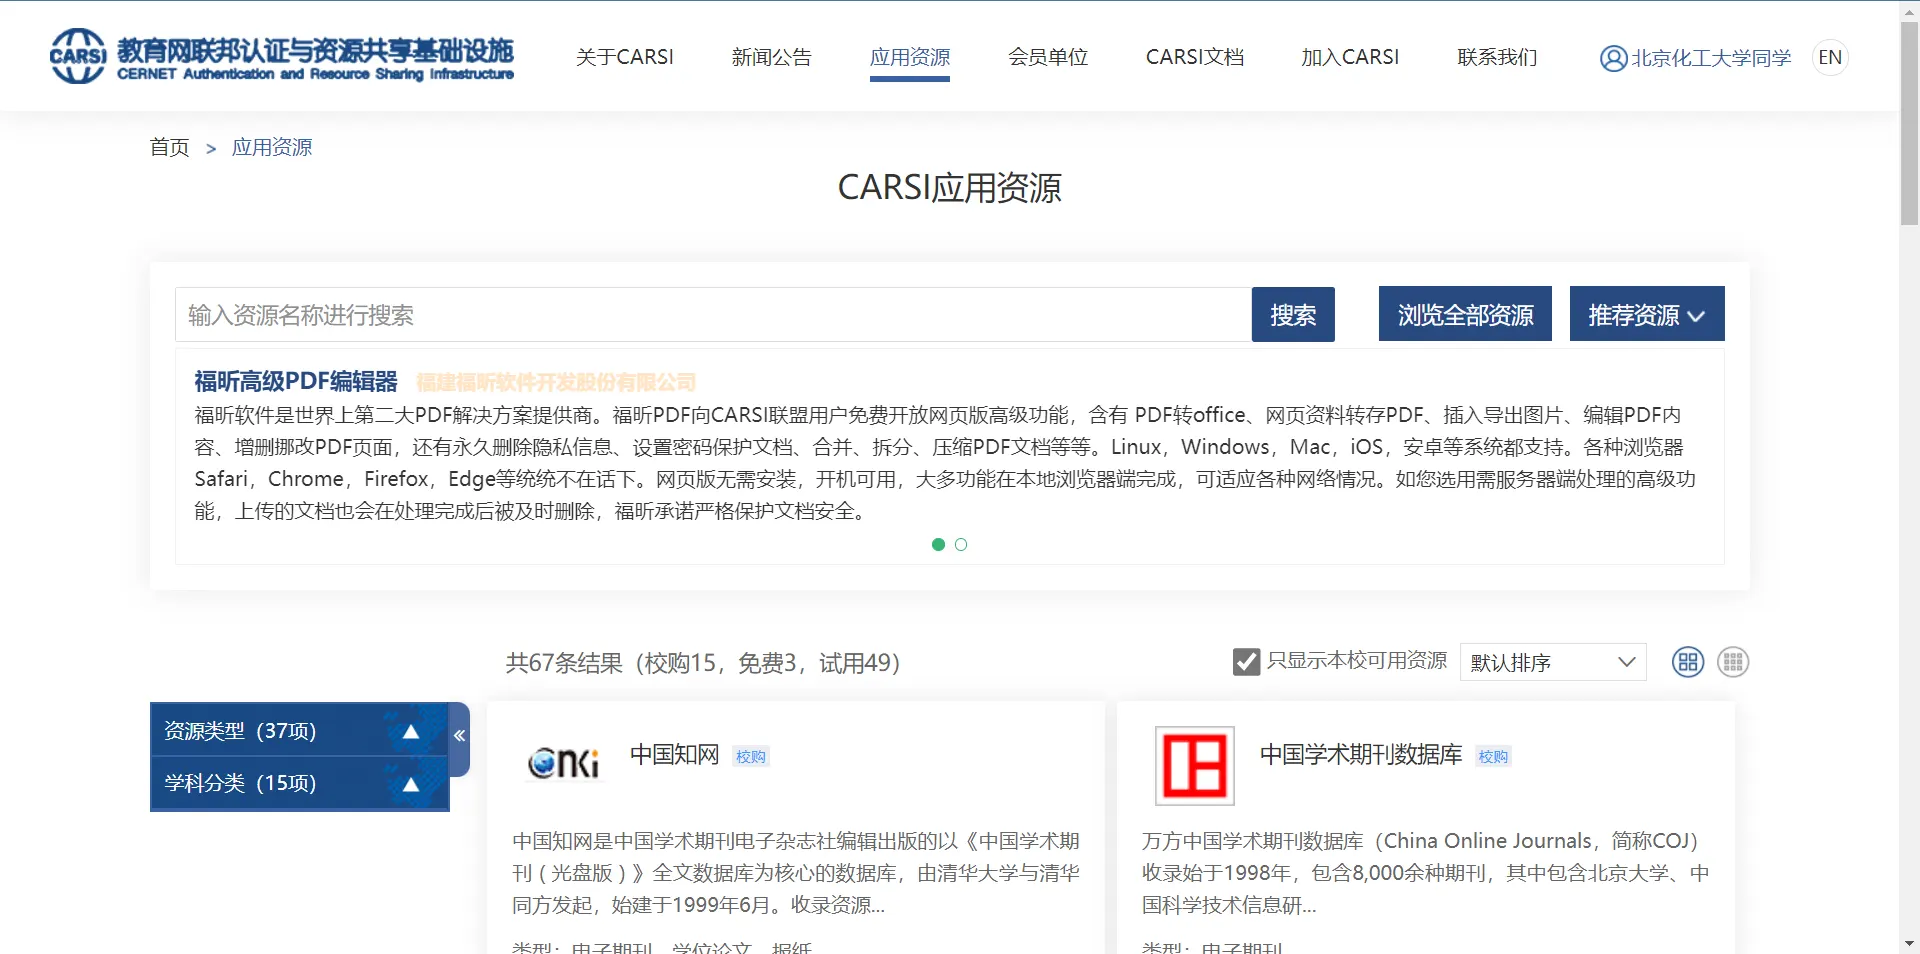 CARSI 教育网联邦认证与资源共享基础设施
CERNET Authentication and Resource Sharing Infrastructure
关于CARSI 新闻公告 应用资源 会员单位 CARSI文档 加入CARSI 联系我们 北京化工大学同学 EN
首页 > 应用资源
CARSI应用资源
输入资源名称进行搜索 搜索 浏览全部资源 推荐资源
福昕高级PDF编辑器 福建福昕软件开发股份有限公司
福昕软件是世界上第二大PDF解决方案提供商。福昕PDF向CARSI联盟用户免费开放网页版高级功能，含有 PDF转office、网页资料转存PDF、插入导出图片、编辑PDF内
容、增删挪改PDF页面，还有永久删除隐私信息、设置密码保护文档、合并、拆分、压缩PDF文档等等。Linux，Windows，Mac，iOS，安卓等系统都支持。各种浏览器
Safari，Chrome，Firefox，Edge等统统不在话下。网页版无需安装，开机可用，大多功能在本地浏览器端完成，可适应各种网络情况。如您选用需服务器端处理的高级功
能，上传的文档也会在处理完成后被及时删除，福昕承诺严格保护文档安全。
共67条结果（校购15，免费3，试用49） 只显示本校可用资源 默认排序
资源类型（37项） «
学科分类（15项）
cnki 中国知网 校购
中国知网是中国学术期刊电子杂志社编辑出版的以《中国学术期
刊（光盘版）》全文数据库为核心的数据库，由清华大学与清华
同方发起，始建于1999年6月。收录资源...
类型：电子期刊、学位论文、报纸
中国学术期刊数据库 校购
万方中国学术期刊数据库（China Online Journals，简称COJ）
收录始于1998年，包含8,000余种期刊，其中包含北京大学、中
国科学技术信息研...
类型：电子期刊